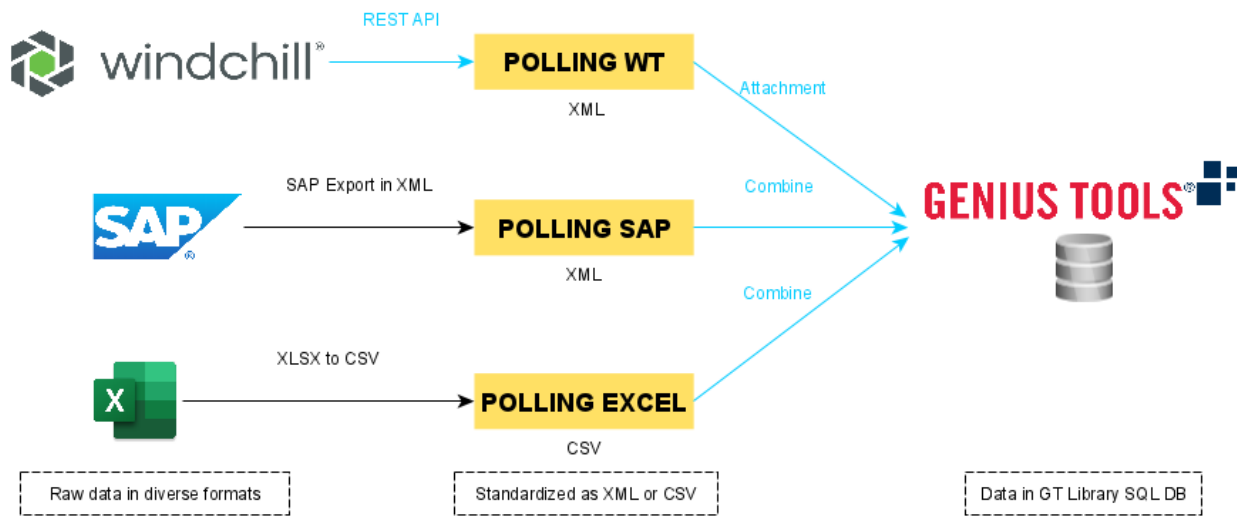 REST API
windchill®
POLLING WT
XML
Attachment
SAP Export in XML
SAP®
POLLING SAP
XML
Combine
GENIUS TOOLS®
Combine
XLSX to CSV
X
POLLING EXCEL
CSV
Raw data in diverse formats
Standardized as XML or CSV
Data in GT Library SQL DB